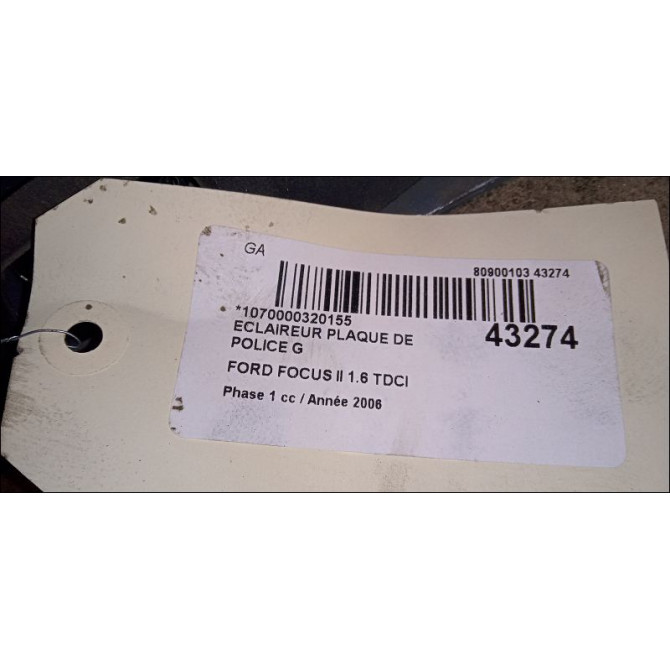 GA
80900103 43274
*1070000320155
43274
ECLAiREUR PLAQUE DE
POLICE G
FORD FOCUS II 1.6 TDCI
Phase 1 cc / Année 2006